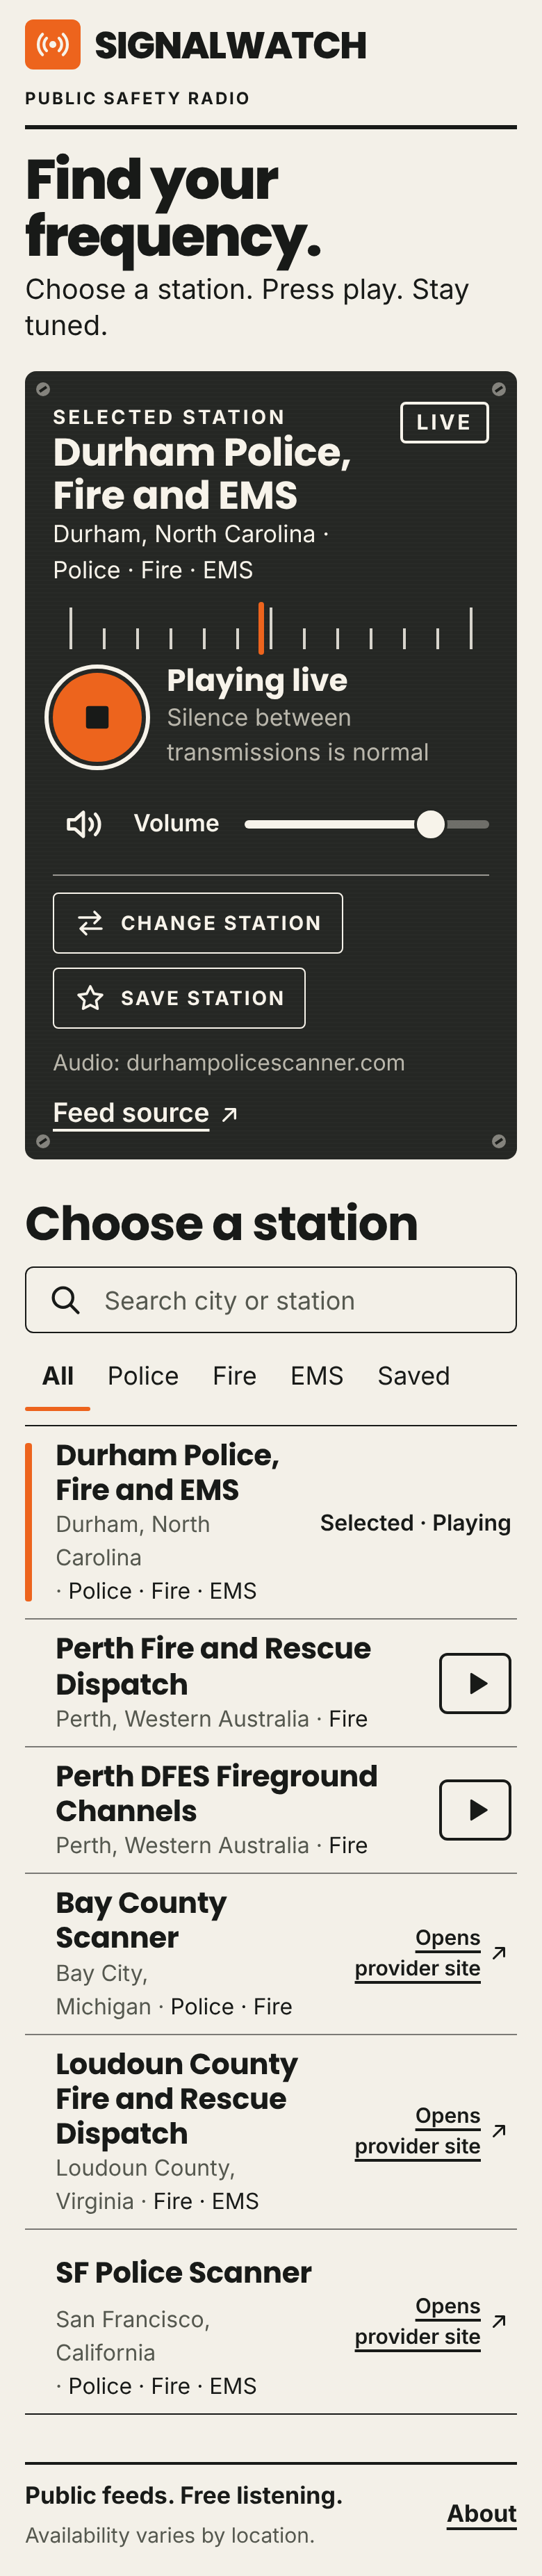 SIGNALWATCH
PUBLIC SAFETY RADIO
Find your
frequency.
Choose a station. Press play. Stay
tuned.
SELECTED STATION
LIVE
Durham Police,
Fire and EMS
Durham, North Carolina ·
Police · Fire · EMS
Playing live
Silence between
transmissions is normal
Volume
CHANGE STATION
SAVE STATION
Audio: durhampolicescanner.com
Feed source
Choose a station
Search city or station
All Police Fire EMS Saved
Durham Police,
Fire and EMS
Durham, North
Carolina
· Police · Fire · EMS
Selected · Playing
Perth Fire and Rescue
Dispatch
Perth, Western Australia · Fire
Perth DFES Fireground
Channels
Perth, Western Australia · Fire
Bay County
Scanner
Bay City,
Michigan · Police · Fire
Opens
provider site
Loudoun County
Fire and Rescue
Dispatch
Loudoun County,
Virginia · Fire · EMS
Opens
provider site
SF Police Scanner
San Francisco,
California
· Police · Fire · EMS
Opens
provider site
Public feeds. Free listening.
Availability varies by location.
About